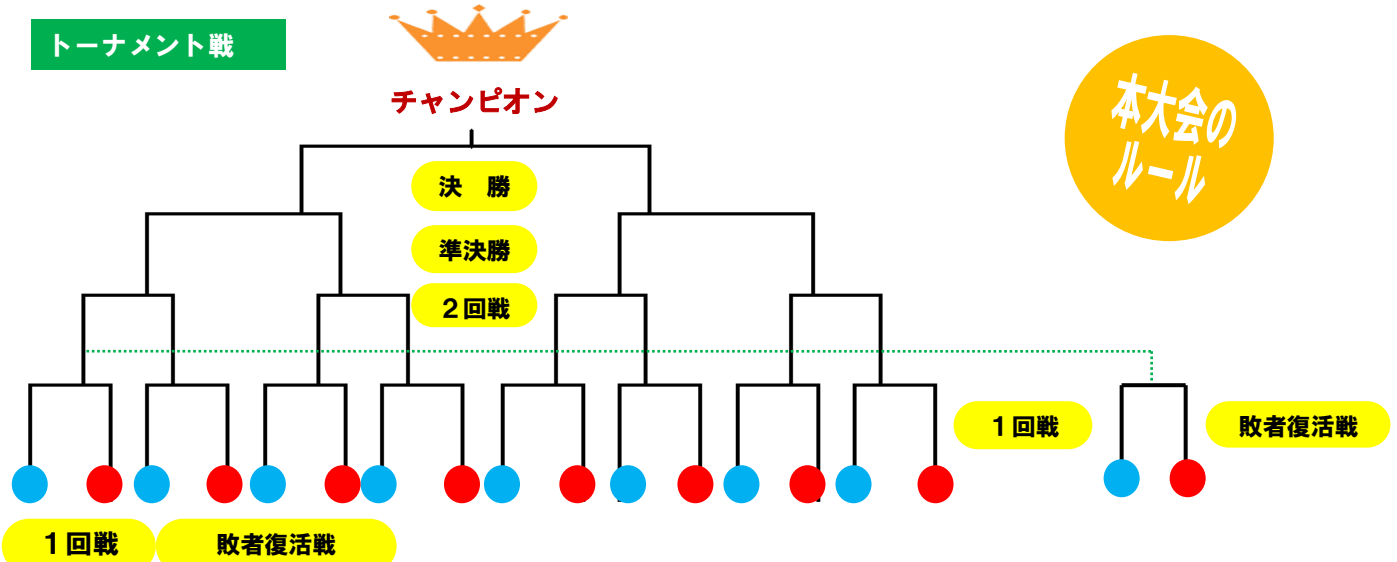 トーナメント戦
チャンピオン
本大会の
ルール
決　勝
準決勝
２回戦
１回戦
敗者復活戦
１回戦
敗者復活戦